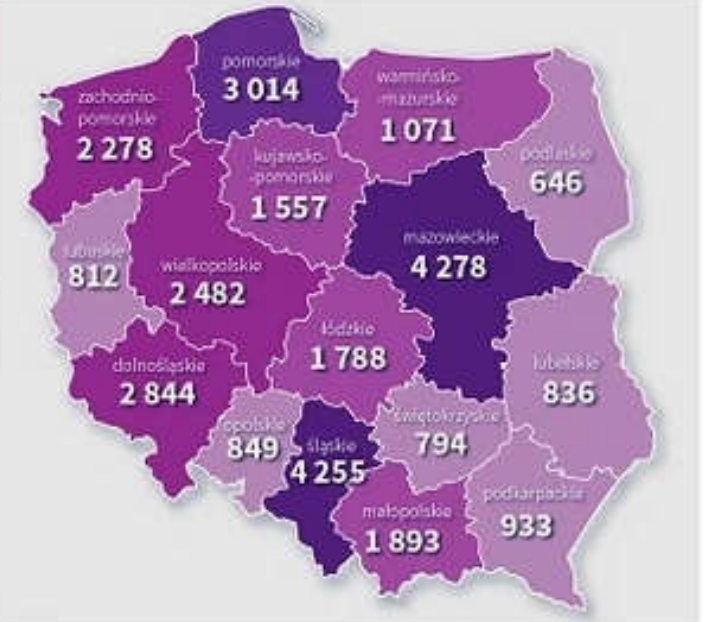 pomorskie
3 014
zachodnio-
pomorskie
2 278
warmińsko-
-mazurskie
1 071
podlaskie
646
kujawsko-
-pomorskie
1 557
mazowieckie
4 278
lubuskie
812
wielkopolskie
2 482
łódzkie
1 788
dolnośląskie
2 844
lubelskie
836
opolskie
849
śląskie
4 255
świętokrzyskie
794
małopolskie
1 893
podkarpackie
933